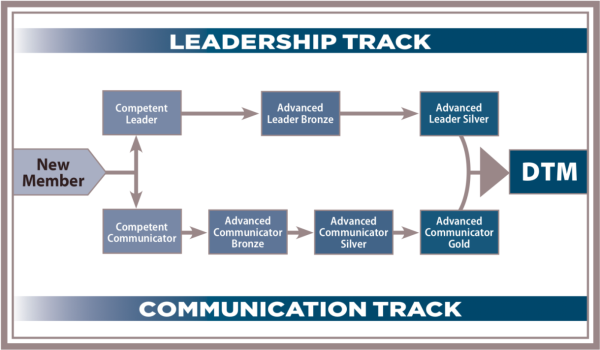 LEADERSHIP TRACK
Competent
Leader
Advanced
Leader Bronze
Advanced
Leader Silver
New
Member
DTM
Competent
Communicator
Advanced
Communicator
Bronze
Advanced
Communicator
Silver
Advanced
Communicator
Gold
COMMUNICATION TRACK